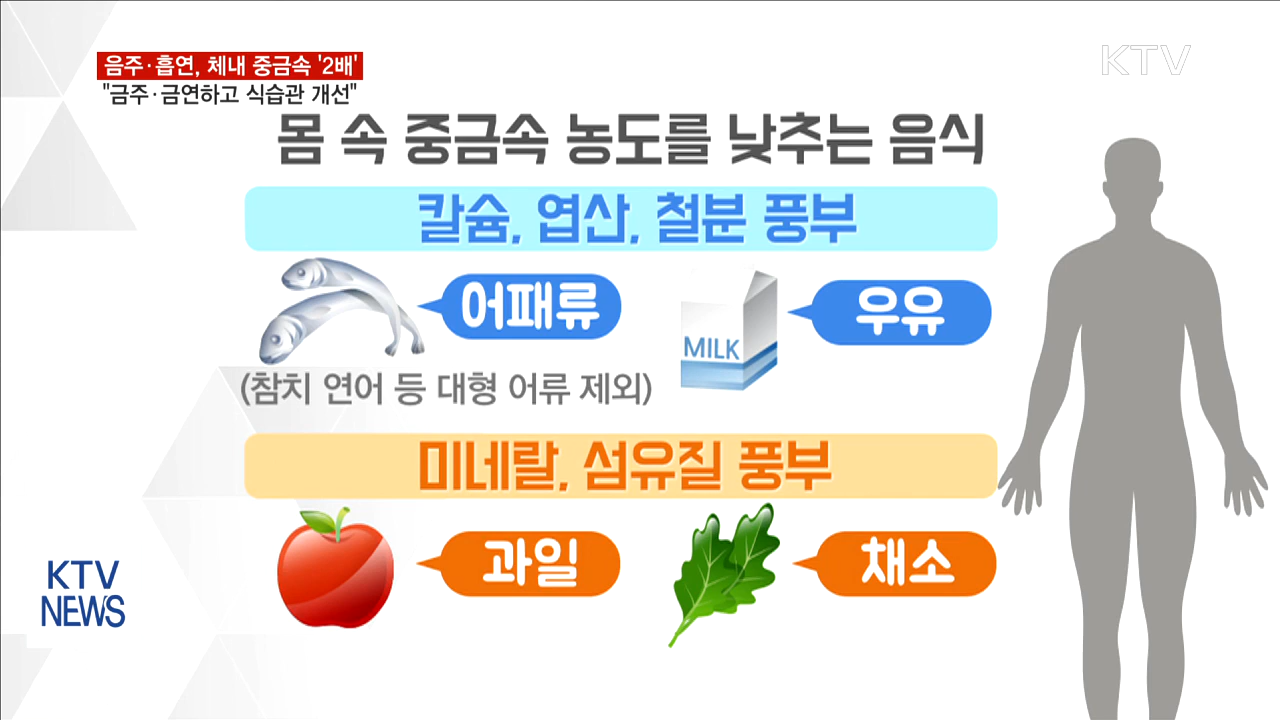 음주·흡연, 체내 중금속 '2배'
"금주·금연하고 식습관 개선"
KTV
몸 속 중금속 농도를 낮추는 음식
칼슘, 엽산, 철분 풍부
어패류
우유
MILK
(참치 연어 등 대형 어류 제외)
미네랄, 섬유질 풍부
과일
채소
KTV
NEWS